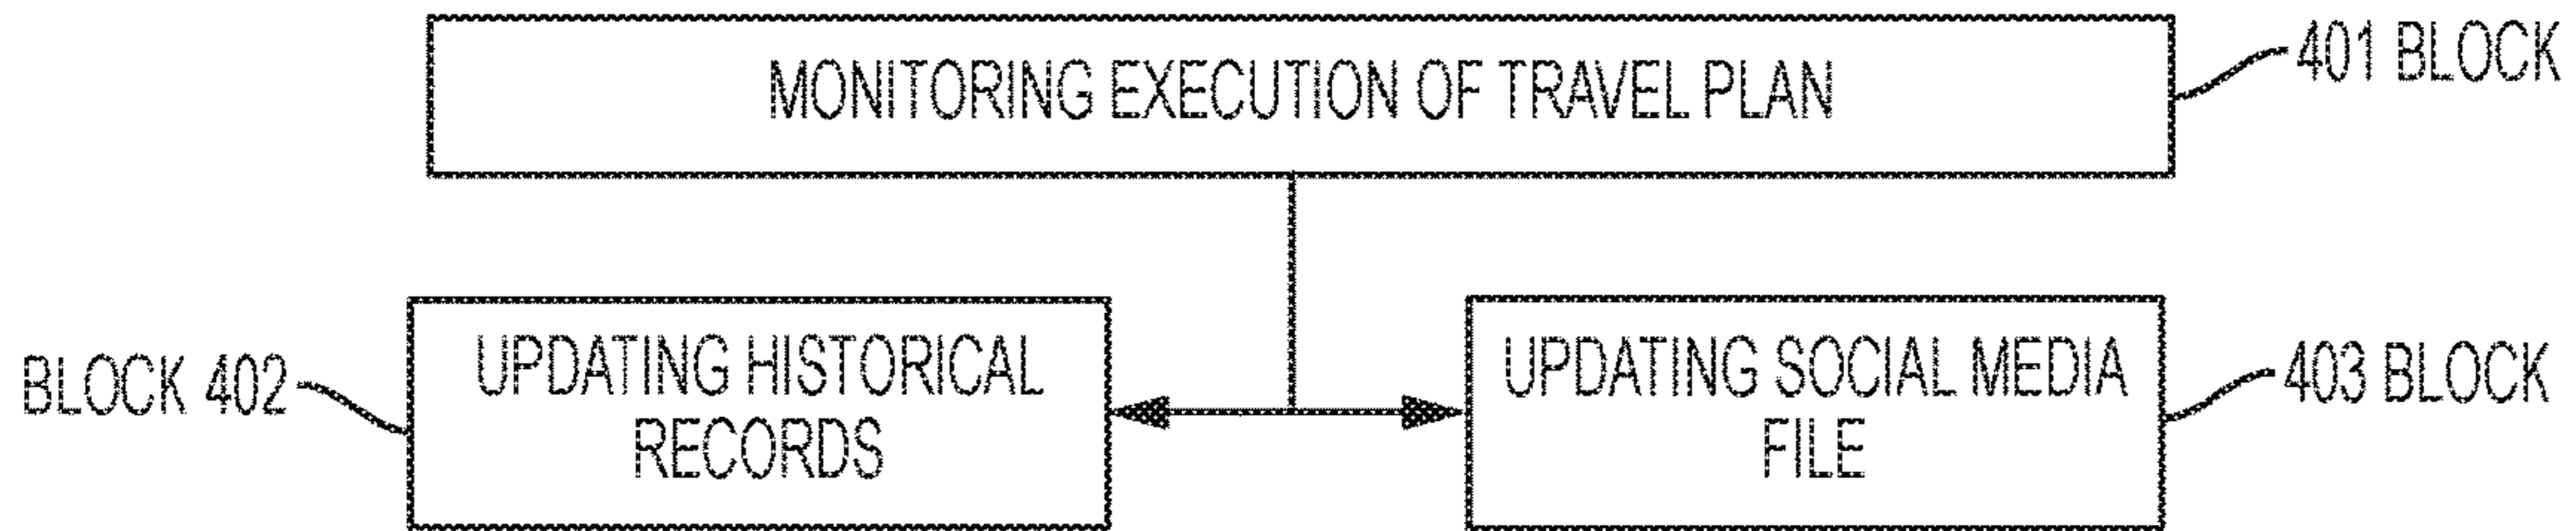 MONITORING EXECUTION OF TRAVEL PLAN
401 BLOCK
BLOCK 402
UPDATING HISTORICAL
RECORDS
UPDATING SOCIAL MEDIA
FILE
403 BLOCK